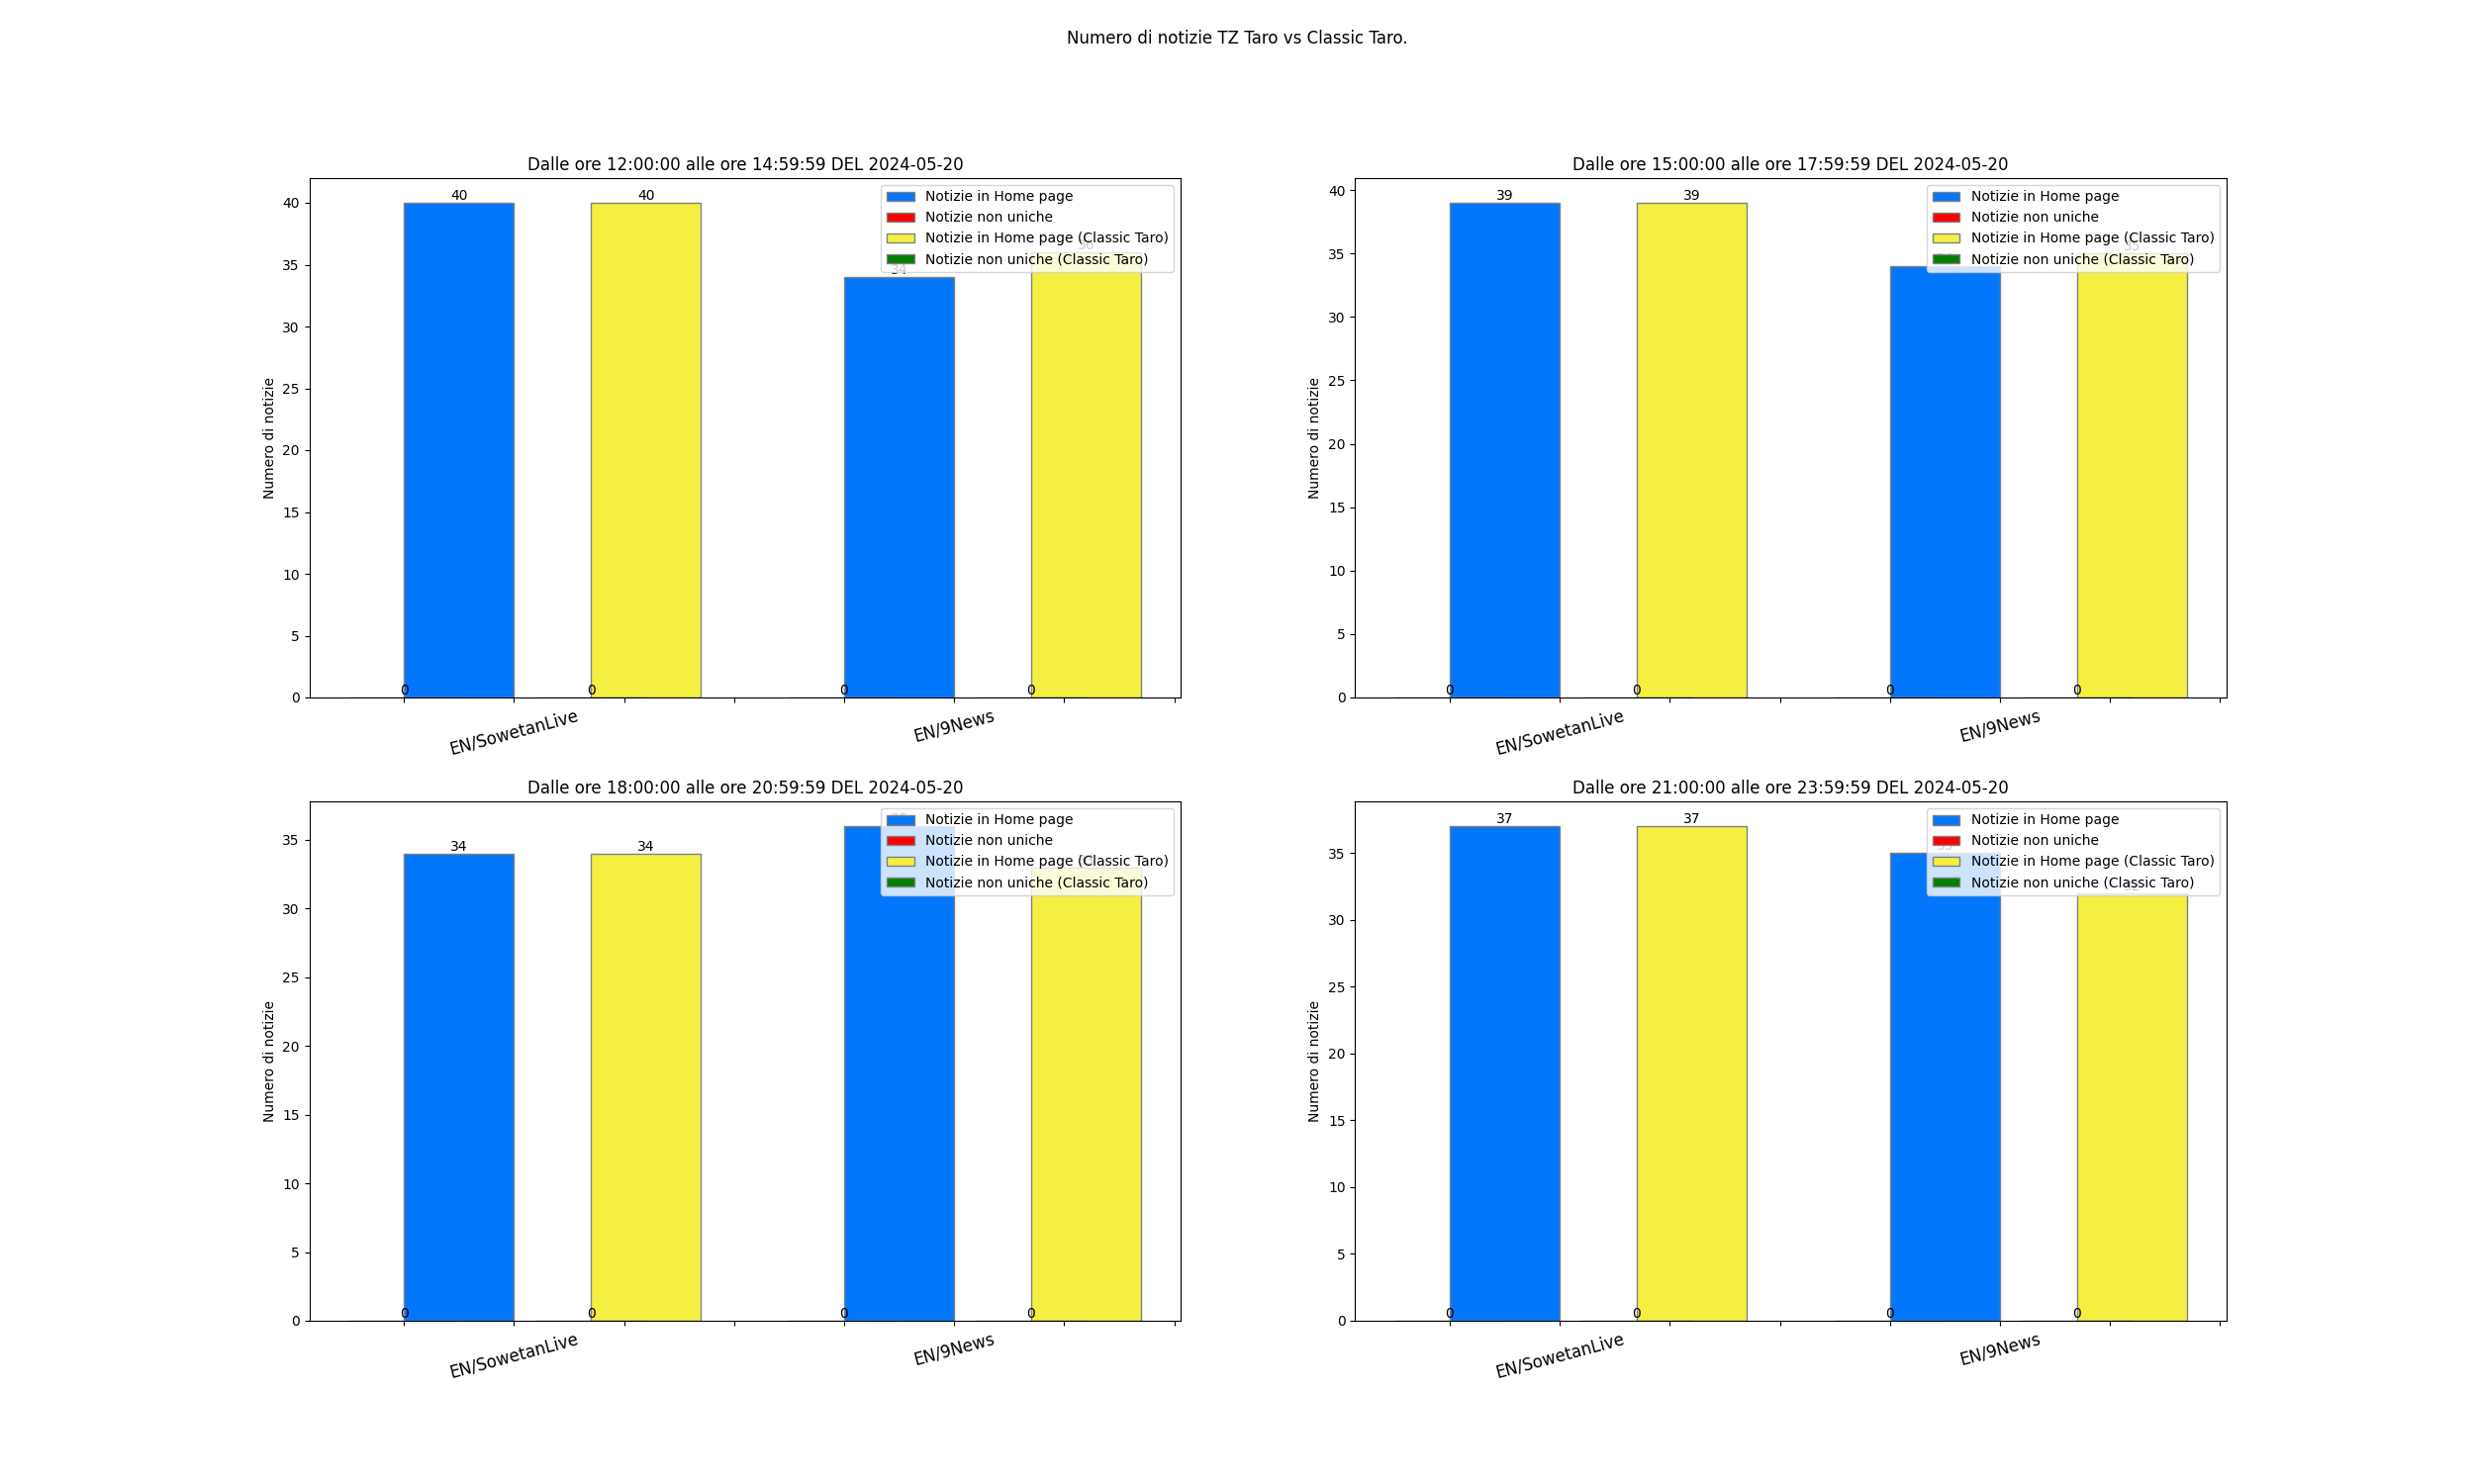 Numero di notizie TZ Taro vs Classic Taro.
Dalle ore 12:00:00 alle ore 14:59:59 DEL 2024-05-20
Numero di notizie
40
35
30
25
20
15
10
5
0
40
40
34
36
0
0
0
0
Notizie in Home page
Notizie non uniche
Notizie in Home page (Classic Taro)
Notizie non uniche (Classic Taro)
EN/SowetanLive
EN/9News
Dalle ore 15:00:00 alle ore 17:59:59 DEL 2024-05-20
Numero di notizie
40
35
30
25
20
15
10
5
0
39
39
35
0
0
0
0
Notizie in Home page
Notizie non uniche
Notizie in Home page (Classic Taro)
Notizie non uniche (Classic Taro)
EN/SowetanLive
EN/9News
Dalle ore 18:00:00 alle ore 20:59:59 DEL 2024-05-20
Numero di notizie
35
30
25
20
15
10
5
0
34
34
0
0
0
0
Notizie in Home page
Notizie non uniche
Notizie in Home page (Classic Taro)
Notizie non uniche (Classic Taro)
EN/SowetanLive
EN/9News
Dalle ore 21:00:00 alle ore 23:59:59 DEL 2024-05-20
Numero di notizie
35
30
25
20
15
10
5
0
37
37
35
32
0
0
0
0
Notizie in Home page
Notizie non uniche
Notizie in Home page (Classic Taro)
Notizie non uniche (Classic Taro)
EN/SowetanLive
EN/9News